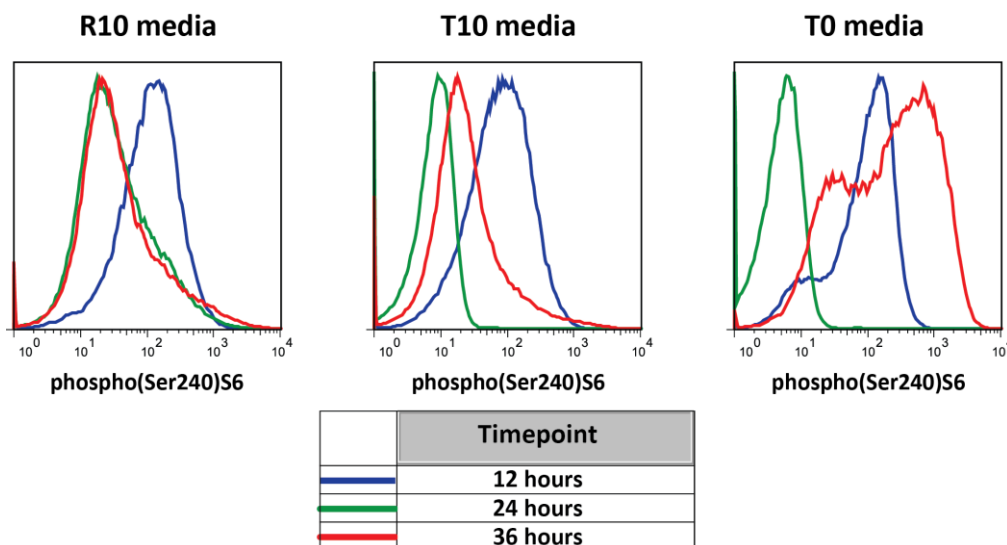 R10 media T10 media T0 media
10^0 10^1 10^2 10^3 10^4 10^0 10^1 10^2 10^3 10^4 10^0 10^1 10^2 10^3 10^4
phospho(Ser240)S6 phospho(Ser240)S6 phospho(Ser240)S6
Timepoint
12 hours
24 hours
36 hours